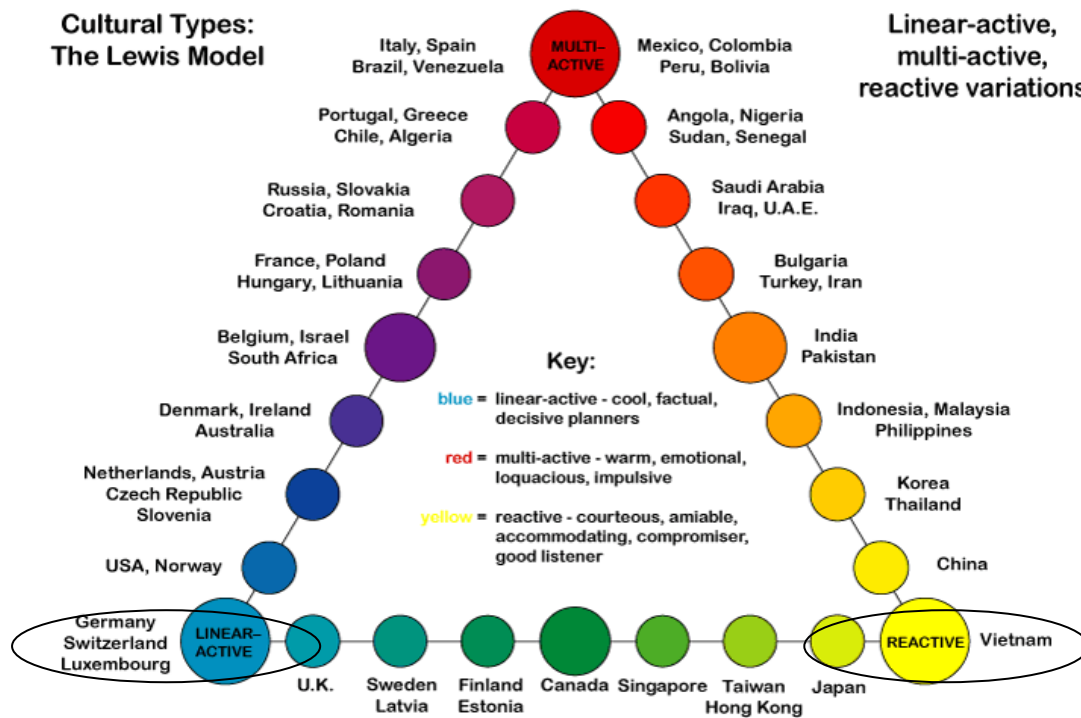 Cultural Types:
The Lewis Model
Linear-active,
multi-active,
reactive variations
MULTI–
ACTIVE
Italy, Spain
Brazil, Venezuela
Mexico, Colombia
Peru, Bolivia
Portugal, Greece
Chile, Algeria
Angola, Nigeria
Sudan, Senegal
Russia, Slovakia
Croatia, Romania
Saudi Arabia
Iraq, U.A.E.
France, Poland
Hungary, Lithuania
Bulgaria
Turkey, Iran
Belgium, Israel
South Africa
India
Pakistan
Key:
blue = linear-active - cool, factual,
decisive planners
red = multi-active - warm, emotional,
loquacious, impulsive
yellow = reactive - courteous, amiable,
accommodating, compromiser,
good listener
Denmark, Ireland
Australia
Indonesia, Malaysia
Philippines
Netherlands, Austria
Czech Republic
Slovenia
Korea
Thailand
USA, Norway
China
Germany
Switzerland
Luxembourg
LINEAR–
ACTIVE
REACTIVE
Vietnam
U.K.
Sweden
Latvia
Finland
Estonia
Canada
Singapore
Taiwan
Hong Kong
Japan